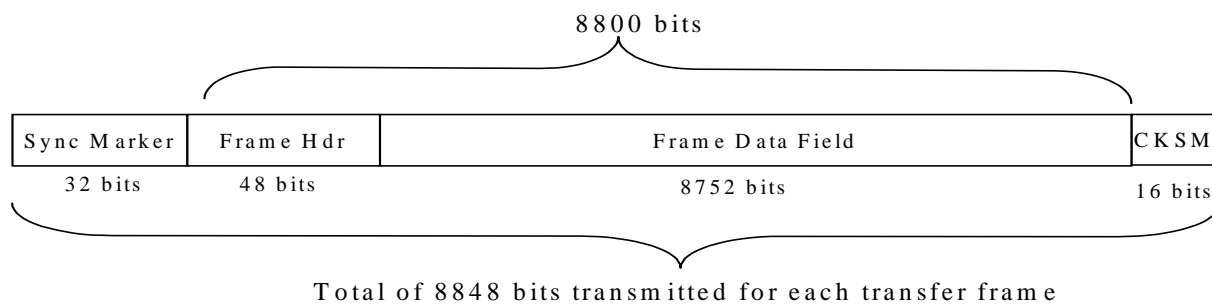 8800 bits
Sync Marker Frame Hdr Frame Data Field CKSM
32 bits 48 bits 8752 bits 16 bits
Total of 8848 bits transmitted for each transfer frame